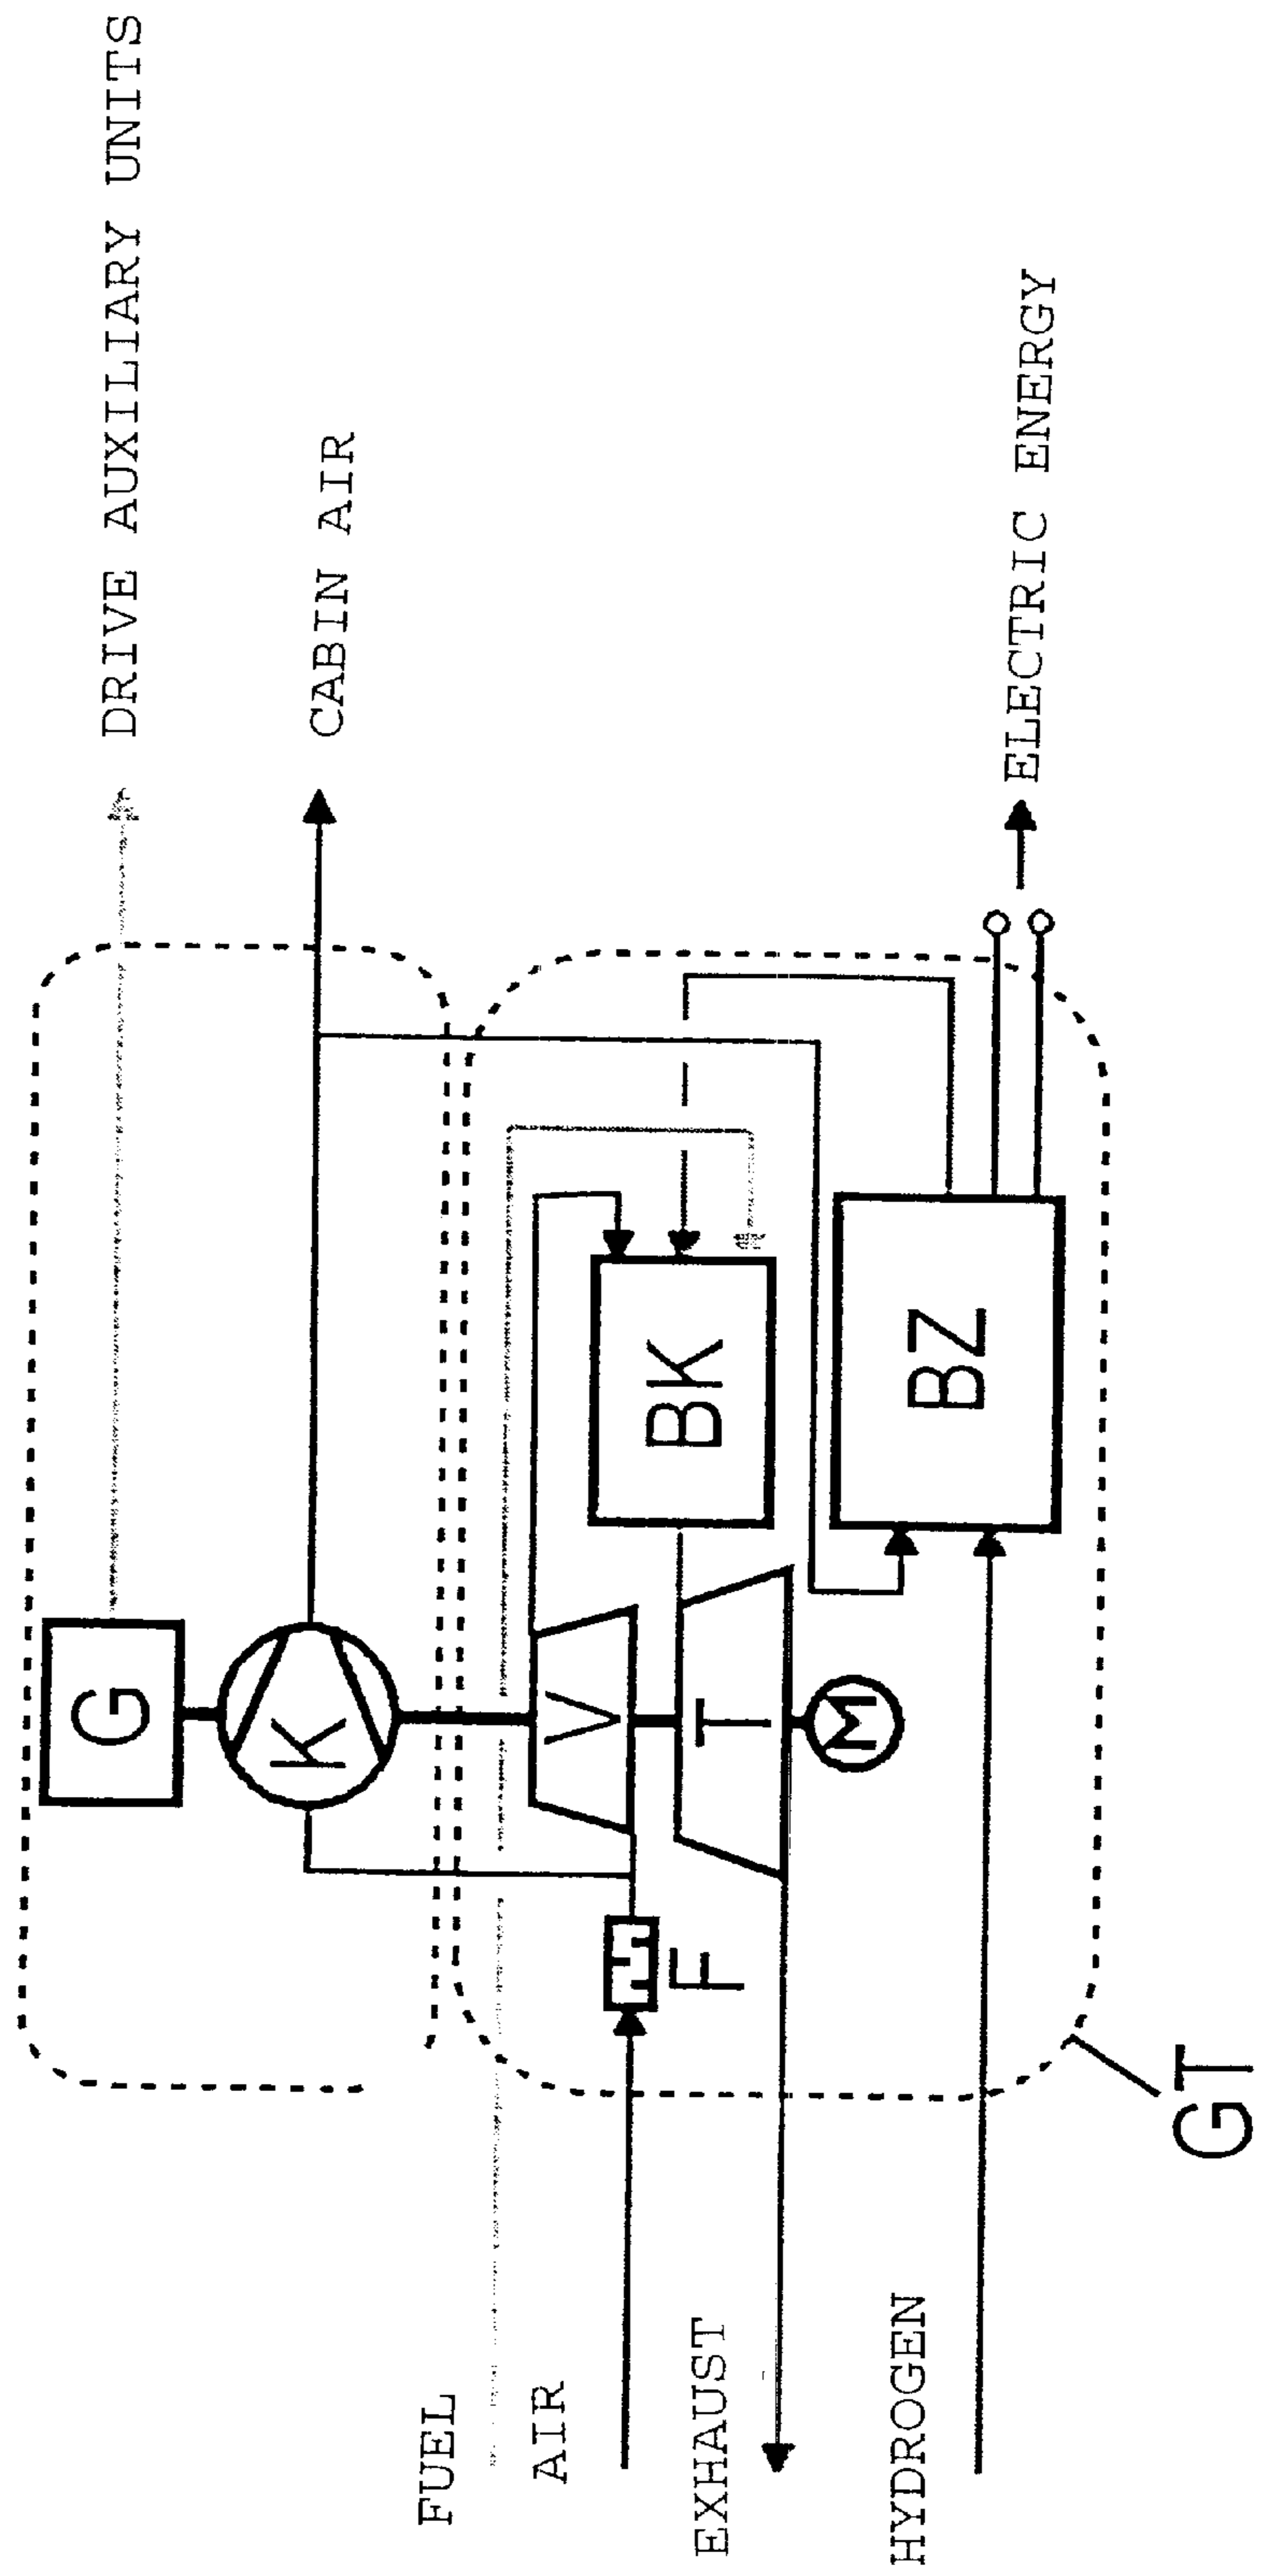 DRIVE AUXILIARY UNITS
CABIN AIR
ELECTRIC ENERGY
G
K
V
T
M
BK
BZ
F
FUEL
AIR
EXHAUST
HYDROGEN
GT